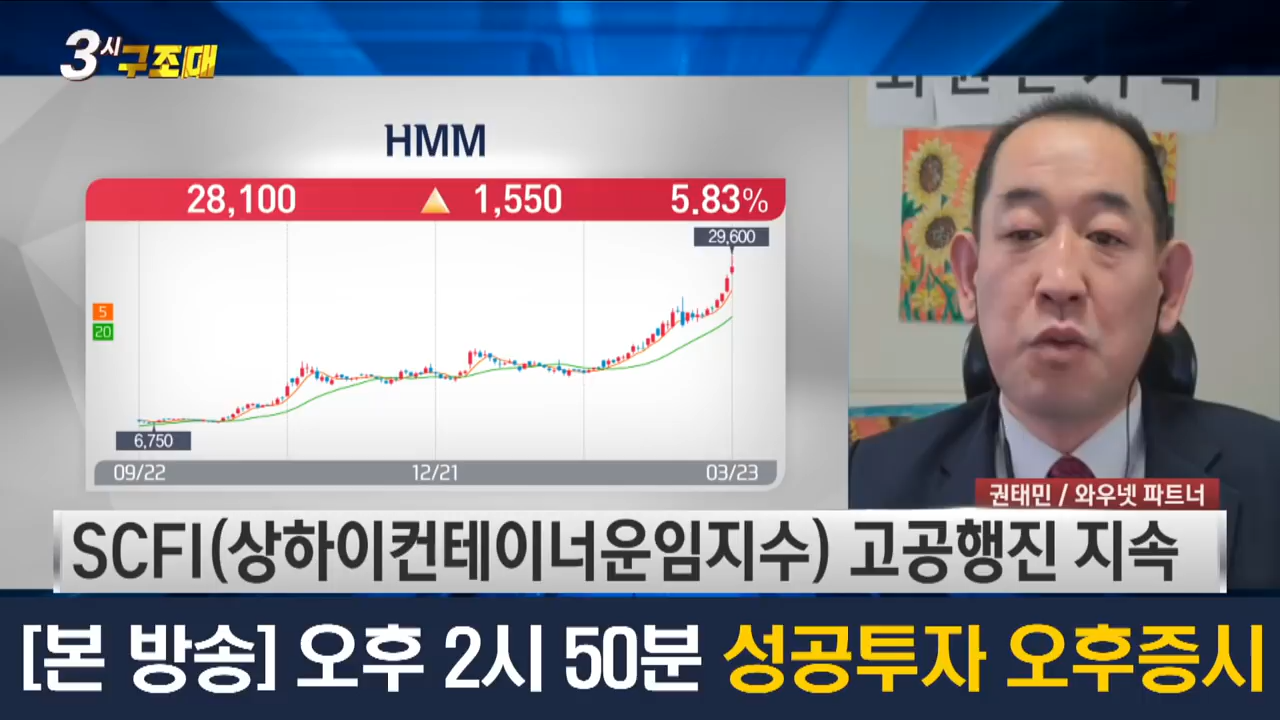 3시 구조대
HMM
28,100 ▲ 1,550 5.83%
29,600
5
20
6,750
09/22 12/21 03/23
권태민 / 와우넷 파트너
SCFI(상하이컨테이너운임지수) 고공행진 지속
[본 방송] 오후 2시 50분 성공투자 오후증시